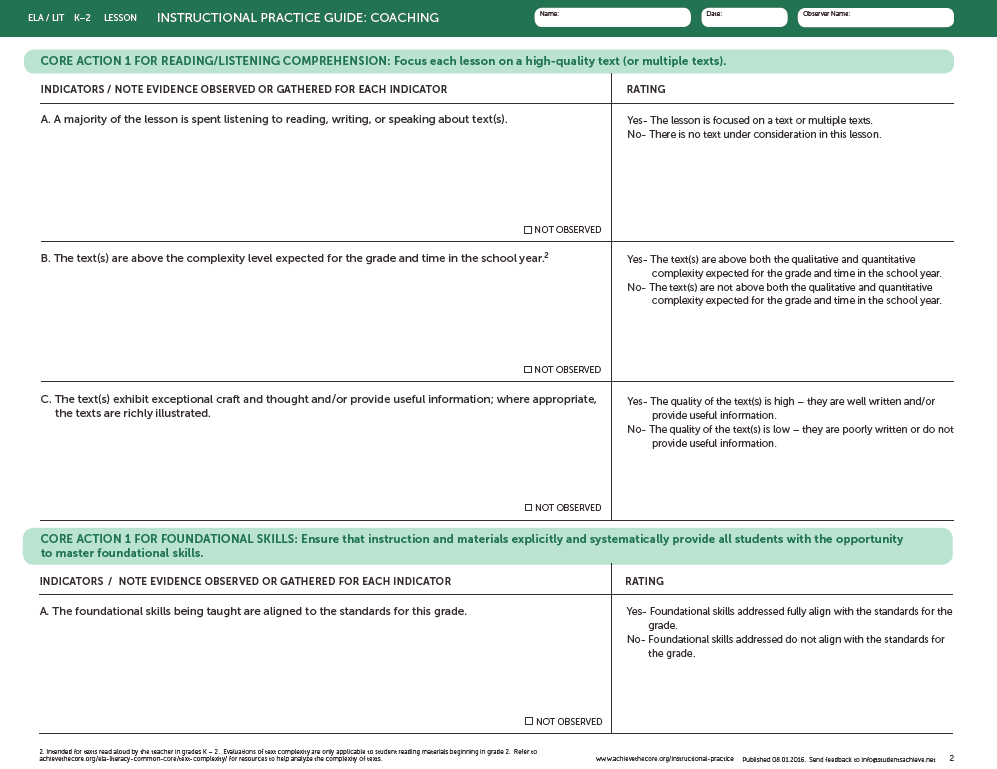 ELA / LIT K–2 LESSON INSTRUCTIONAL PRACTICE GUIDE: COACHING
Name: Date: Observer Name:
CORE ACTION 1 FOR READING/LISTENING COMPREHENSION: Focus each lesson on a high-quality text (or multiple texts).
INDICATORS / NOTE EVIDENCE OBSERVED OR GATHERED FOR EACH INDICATOR
RATING
A. A majority of the lesson is spent listening to reading, writing, or speaking about text(s).
NOT OBSERVED
Yes- The lesson is focused on a text or multiple texts.
No- There is no text under consideration in this lesson.
B. The text(s) are above the complexity level expected for the grade and time in the school year.2
NOT OBSERVED
Yes- The text(s) are above both the qualitative and quantitative
complexity expected for the grade and time in the school year.
No- The text(s) are not above both the qualitative and quantitative
complexity expected for the grade and time in the school year.
C. The text(s) exhibit exceptional craft and thought and/or provide useful information; where appropriate,
the texts are richly illustrated.
NOT OBSERVED
Yes- The quality of the text(s) is high – they are well written and/or
provide useful information.
No- The quality of the text(s) is low – they are poorly written or do not
provide useful information.
CORE ACTION 1 FOR FOUNDATIONAL SKILLS: Ensure that instruction and materials explicitly and systematically provide all students with the opportunity
to master foundational skills.
INDICATORS / NOTE EVIDENCE OBSERVED OR GATHERED FOR EACH INDICATOR
RATING
A. The foundational skills being taught are aligned to the standards for this grade.
NOT OBSERVED
Yes- Foundational skills addressed fully align with the standards for the
grade.
No- Foundational skills addressed do not align with the standards for
the grade.
2. Intended for texts read aloud by the teacher in grades K – 2. Evaluations of text complexity are only applicable to student reading materials beginning in grade 2. Refer to
achievethecore.org/ela-literacy-common-core/text-complexity/ for resources to help analyze the complexity of texts.
www.achievethecore.org/instructional-practice Published 08.01.2016. Send feedback to info@studentsachieve.net 2